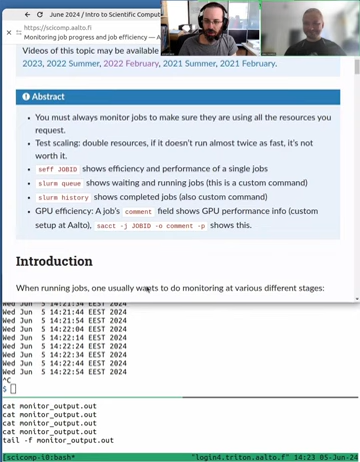 June 2024 / Intro to Scientific Comput
https://scicomp.aalto.fi
Monitoring job progress and job efficiency —
Videos of this topic may be available
2023, 2022 Summer, 2022 February, 2021 Summer, 2021 February.
Abstract
• You must always monitor jobs to make sure they are using all the resources you
request.
• Test scaling: double resources, if it doesn't run almost twice as fast, it's not
worth it.
• seff JOBID shows efficiency and performance of a single jobs
• slurm queue shows waiting and running jobs (this is a custom command)
• slurm history shows completed jobs (also custom command)
• GPU efficiency: A job's comment field shows GPU performance info (custom
setup at Aalto), sacct -j JOBID -o comment -p shows this.
Introduction
When running jobs, one usually wants to do monitoring at various different stages:
Wed Jun 5 14:21:34 EEST 2024
Wed Jun 5 14:21:44 EEST 2024
Wed Jun 5 14:21:54 EEST 2024
Wed Jun 5 14:22:04 EEST 2024
Wed Jun 5 14:22:14 EEST 2024
Wed Jun 5 14:22:24 EEST 2024
Wed Jun 5 14:22:34 EEST 2024
Wed Jun 5 14:22:44 EEST 2024
Wed Jun 5 14:22:54 EEST 2024
^C
$
cat monitor_output.out
cat monitor_output.out
cat monitor_output.out
cat monitor_output.out
tail -f monitor_output.out
[scicomp-i0:bash* "login4.triton.aalto.f" 14:23 05-Jun-24